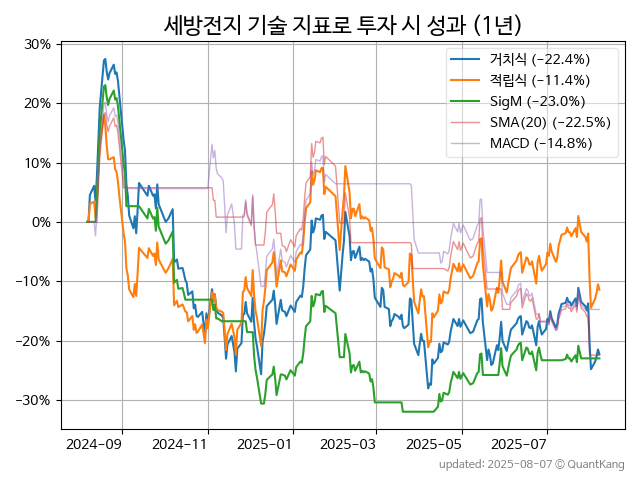 세방전지 기술 지표로 투자 시 성과 (1년)
30%
20%
10%
0%
−10%
−20%
−30%
거치식 (−22.4%)
적립식 (−11.4%)
SigM (−23.0%)
SMA(20) (−22.5%)
MACD (−14.8%)
2024-09
2024-11
2025-01
2025-03
2025-05
2025-07
updated: 2025-08-07 © QuantKang